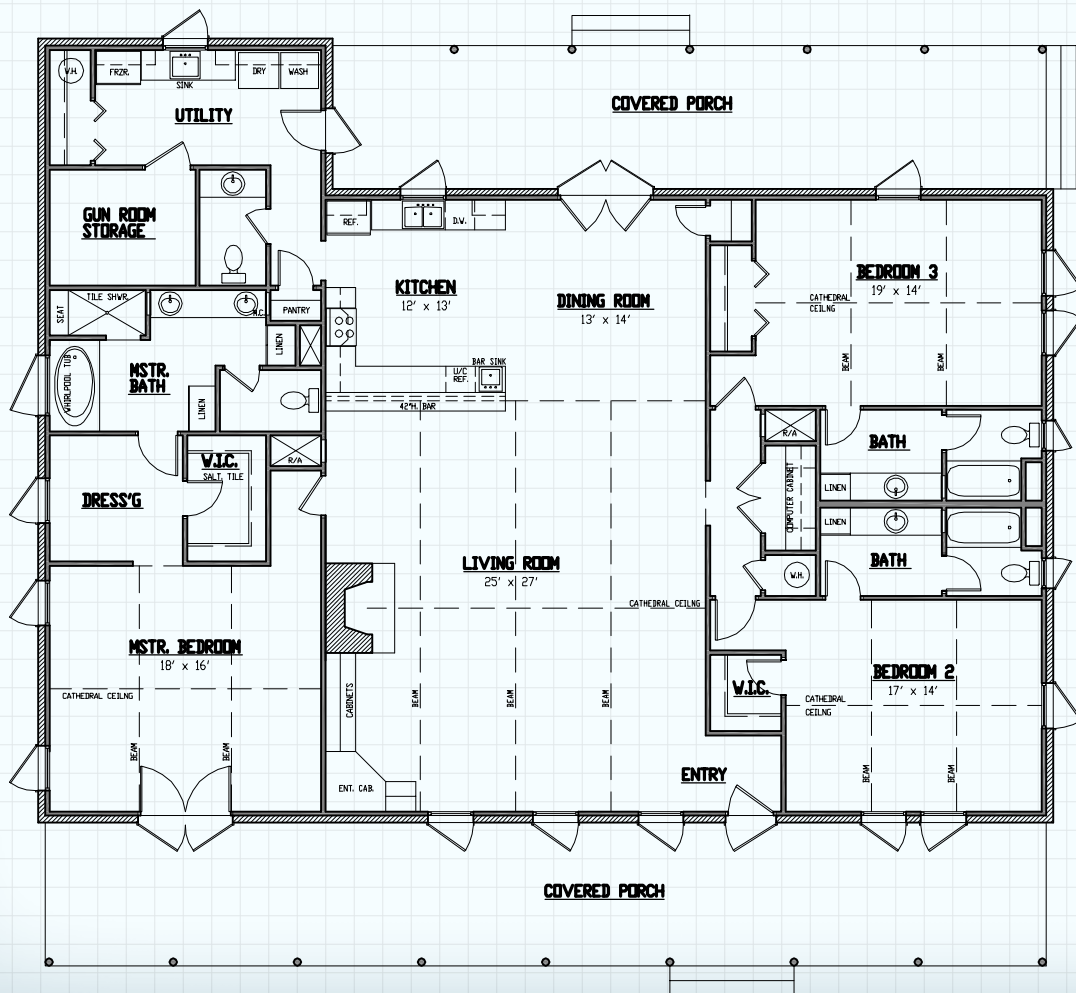 W.H.
FRZR.
SINK
DRY
WASH
UTILITY
COVERED PORCH
GUN ROOM
STORAGE
REF.
D.W.
KITCHEN
12' x 13'
DINING ROOM
13' x 14'
BEDROOM 3
19' x 14'
CATHEDRAL
CEILNG
BEAM
BEAM
TILE SHWR.
SEAT
W.C.
PANTRY
LINEN
WHIRLPOOL TUB
MSTR.
BATH
LINEN
BAR SINK
U/C
REF.
42"H. BAR
R/A
W.I.C.
SALT. TILE
DRESS'G
R/A
BATH
LINEN
COMPUTER CABINET
LINEN
BATH
W.H.
LIVING ROOM
25' x 27'
CATHEDRAL CEILNG
MSTR. BEDROOM
18' x 16'
CATHEDRAL CEILNG
BEAM
BEAM
CABINETS
BEAM
BEAM
BEAM
ENT. CAB.
W.I.C.
BEDROOM 2
17' x 14'
CATHEDRAL
CEILNG
BEAM
BEAM
ENTRY
COVERED PORCH